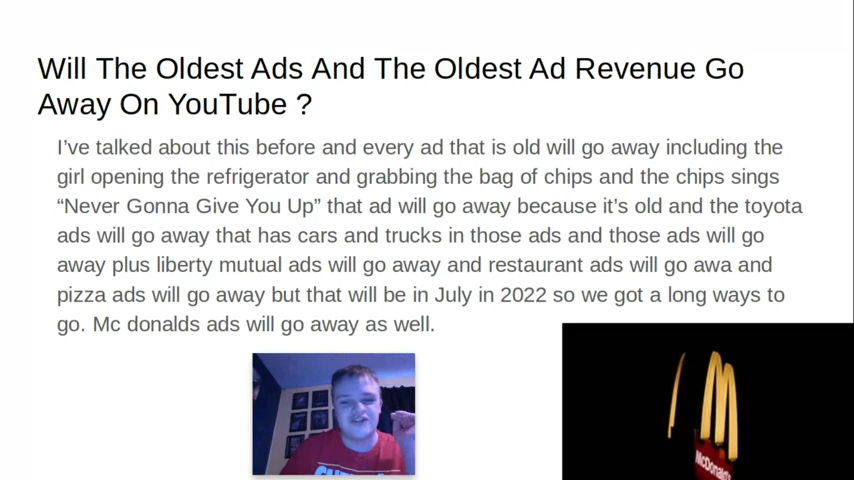 Will The Oldest Ads And The Oldest Ad Revenue Go
Away On YouTube ?
I’ve talked about this before and every ad that is old will go away including the
girl opening the refrigerator and grabbing the bag of chips and the chips sings
“Never Gonna Give You Up” that ad will go away because it’s old and the toyota
ads will go away that has cars and trucks in those ads and those ads will go
away plus liberty mutual ads will go away and restaurant ads will go awa and
pizza ads will go away but that will be in July in 2022 so we got a long ways to
go. Mc donalds ads will go away as well.
McDonald's